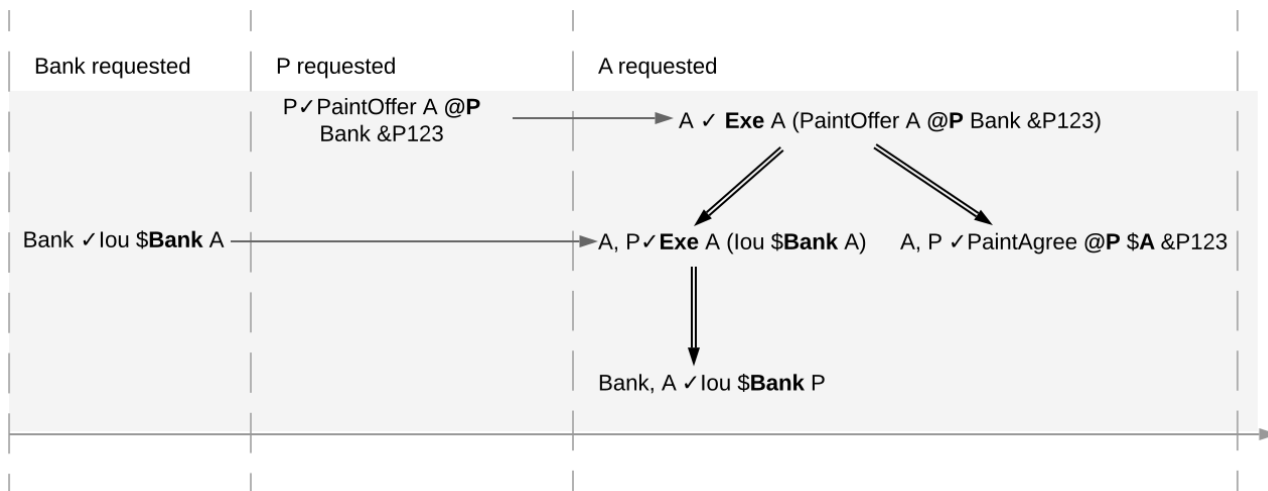 Bank requested
P requested
A requested
P✓PaintOffer A @P
Bank &P123
A ✓ Exe A (PaintOffer A @P Bank &P123)
Bank ✓Iou $Bank A
A, P✓Exe A (Iou $Bank A)
A, P ✓PaintAgree @P $A &P123
Bank, A ✓Iou $Bank P